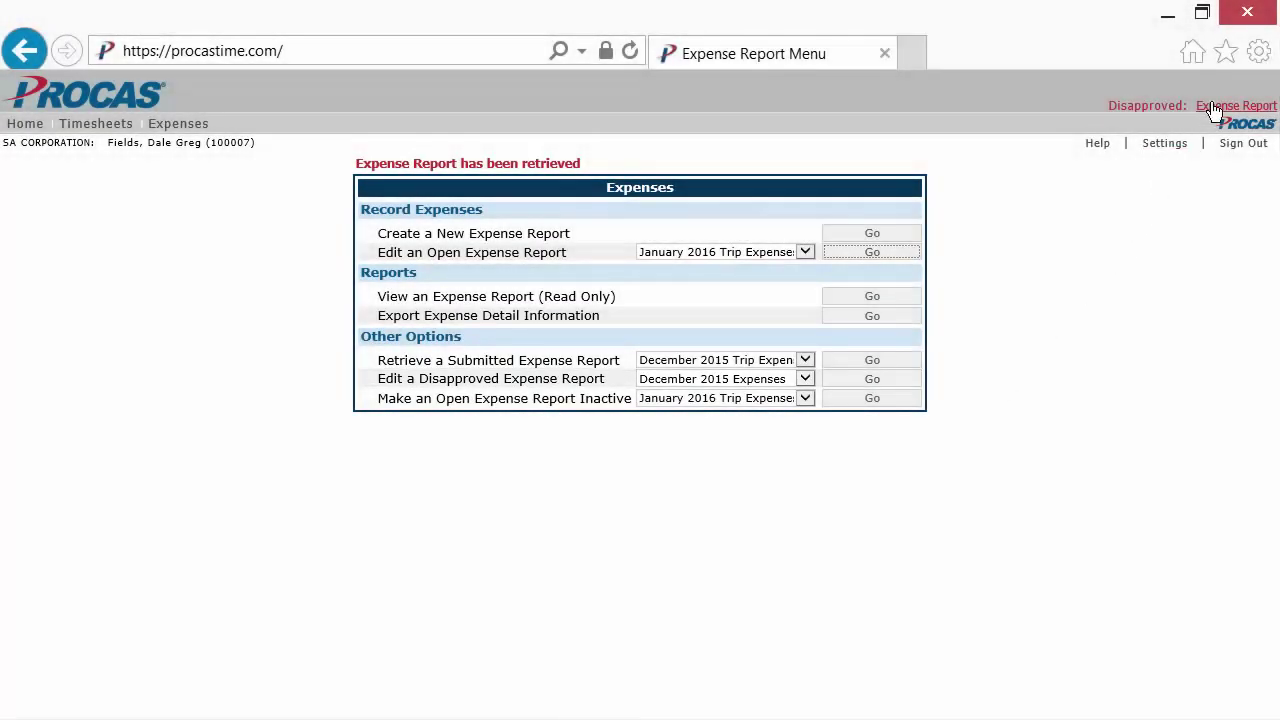 https://procastime.com/
Expense Report Menu
PROCAS
Disapproved: Expense Report
Home Timesheets Expenses
PROCAS
SA CORPORATION: Fields, Dale Greg (100007)
Help | Settings | Sign Out
Expense Report has been retrieved
Expenses
Record Expenses
Create a New Expense Report Go
Edit an Open Expense Report January 2016 Trip Expense Go
Reports
View an Expense Report (Read Only) Go
Export Expense Detail Information Go
Other Options
Retrieve a Submitted Expense Report December 2015 Trip Expen Go
Edit a Disapproved Expense Report December 2015 Expenses Go
Make an Open Expense Report Inactive January 2016 Trip Expense Go